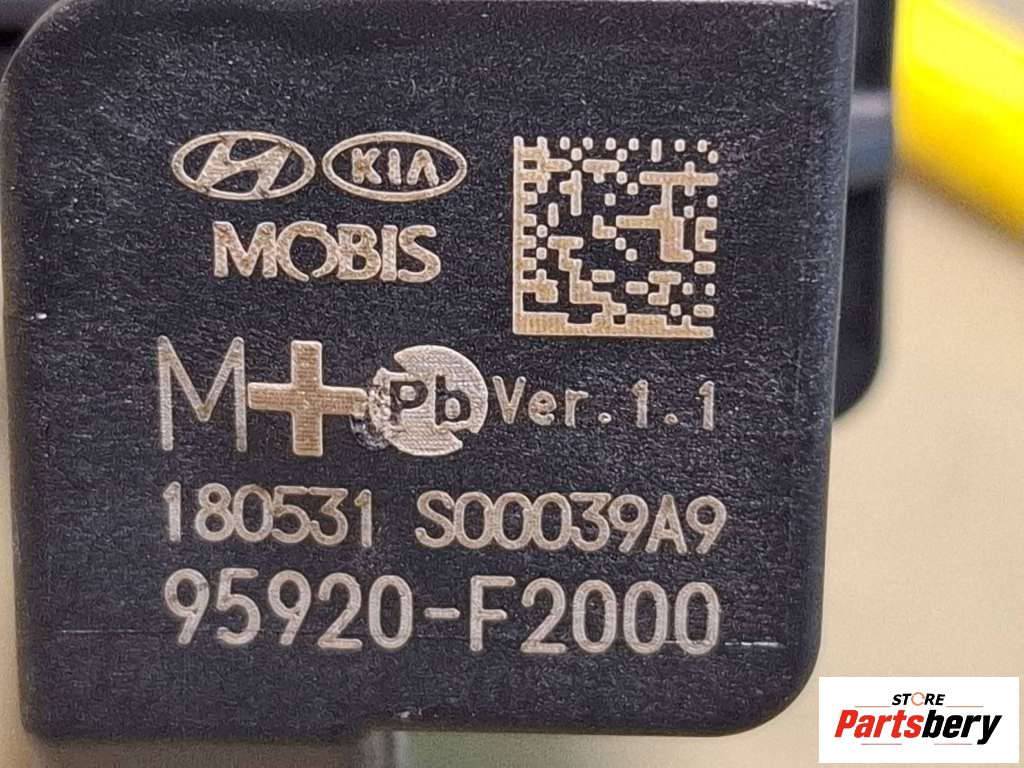 KIA
MOBIS
M+ Pb Ver.1.1
180531 S00039A9
95920-F2000
STORE
Partsbery